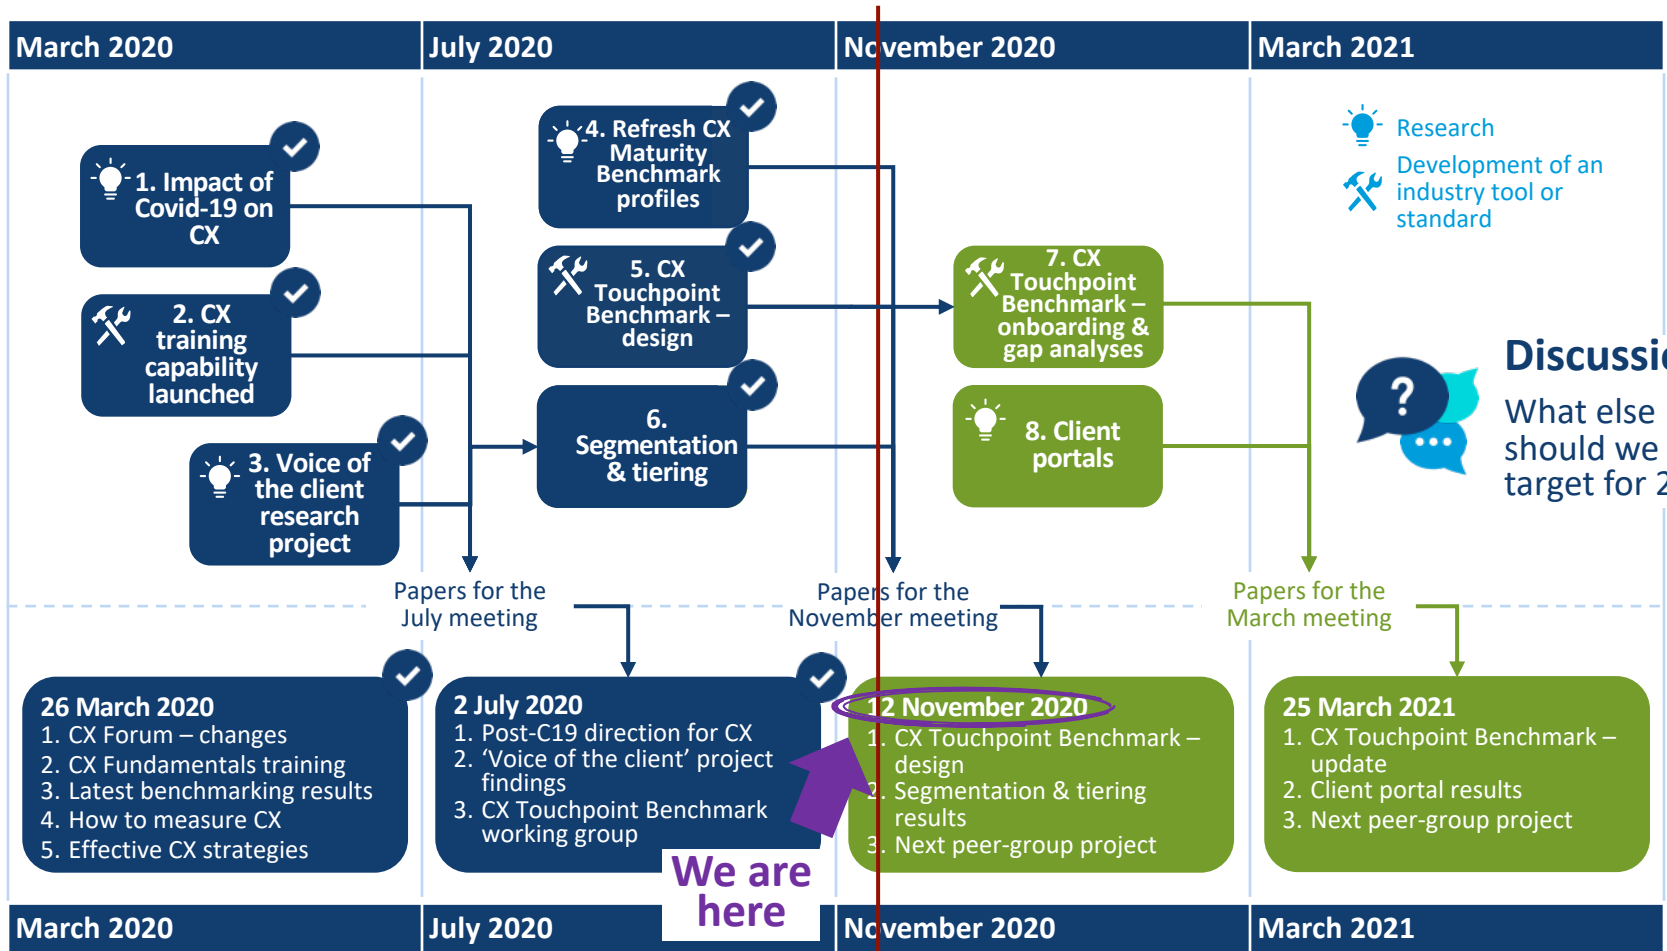 March 2020
July 2020
November 2020
March 2021
1. Impact of
Covid-19 on
CX
2. CX
training
capability
launched
3. Voice of
the client
research
project
4. Refresh CX
Maturity
Benchmark
profiles
5. CX
Touchpoint
Benchmark –
design
6.
Segmentation
& tiering
7. CX
Touchpoint
Benchmark –
onboarding &
gap analyses
8. Client
portals
Research
Development of an
industry tool or
standard
?
What else
should we
target for
Papers for the
July meeting
Papers for the
November meeting
Papers for the
March meeting
26 March 2020
1. CX Forum – changes
2. CX Fundamentals training
3. Latest benchmarking results
4. How to measure CX
5. Effective CX strategies
2 July 2020
1. Post-C19 direction for CX
2. ‘Voice of the client’ project
findings
3. CX Touchpoint Benchmark
working group
12 November 2020
1. CX Touchpoint Benchmark –
design
2. Segmentation & tiering
results
3. Next peer-group project
25 March 2021
1. CX Touchpoint Benchmark –
update
2. Client portal results
3. Next peer-group project
We are
here
March 2020
July 2020
November 2020
March 2021